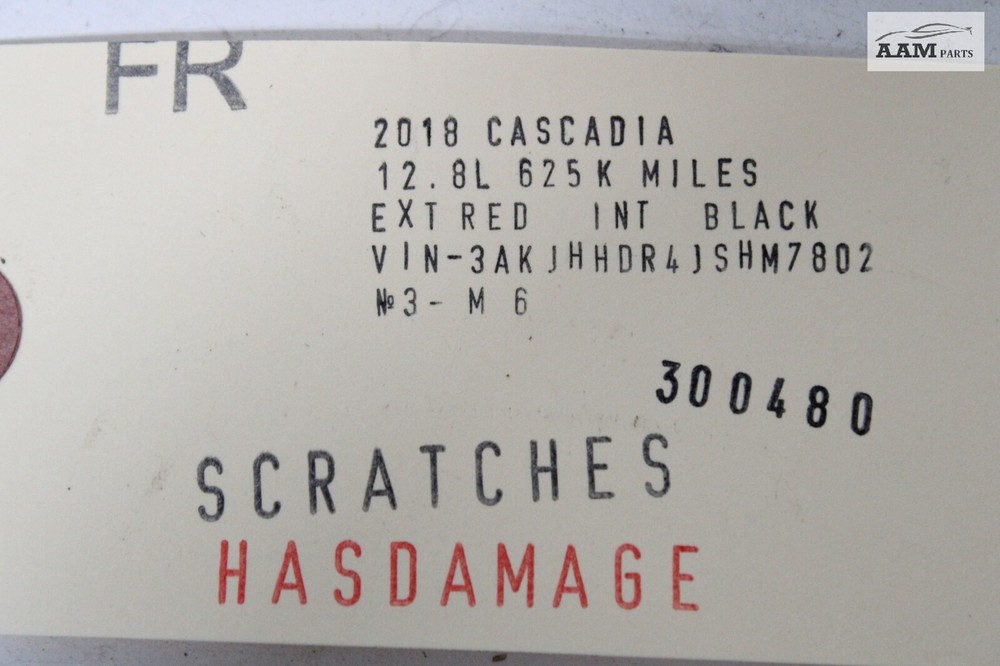 AAM PARTS
FR
2018 CASCADIA
12.8L 625K MILES
EXT RED INT BLACK
VIN-3AKJHHDR4JSHM7802
№3- M 6
300480
SCRATCHES
HASDAMAGE